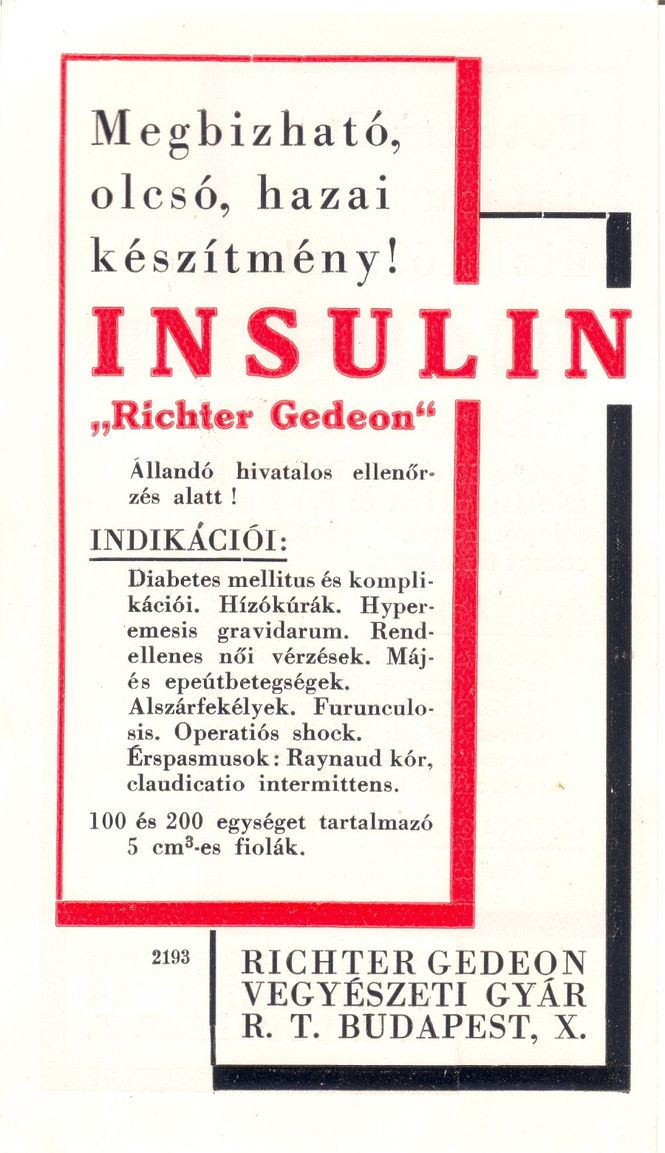 Megbizható,
olcsó, hazai
készítmény!
INSULIN
„Richter Gedeon“
Állandó hivatalos ellenőr-
zés alatt !
INDIKÁCIÓI:
Diabetes mellitus és kompli-
kációi. Hízókúrák. Hyper-
emesis gravidarum. Rend-
ellenes női vérzések. Máj-
és epeútbetegségek.
Alszárfekélyek. Furunculo-
sis. Operatiós shock.
Érspasmusok: Raynaud kór,
claudicatio intermittens.
100 és 200 egységet tartalmazó
5 cm³-es fiolák.
2193
RICHTER GEDEON
VEGYÉSZETI GYÁR
R. T. BUDAPEST, X.